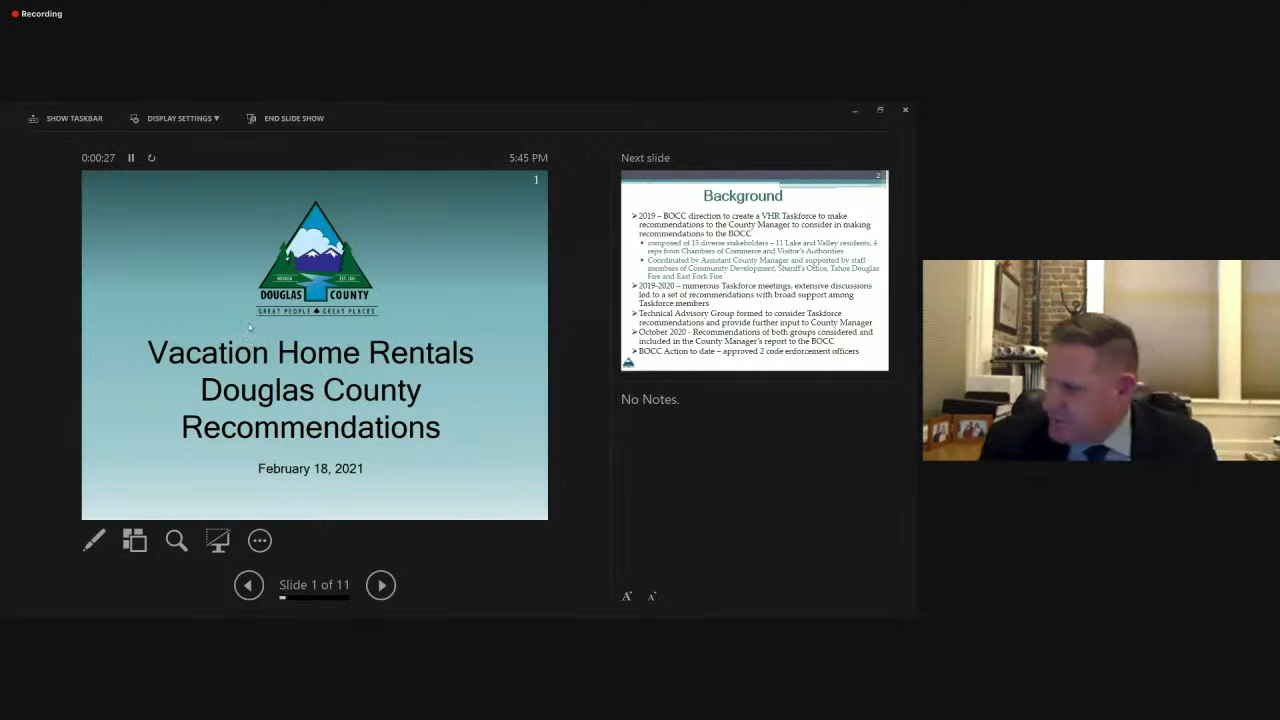 Recording
SHOW TASKBAR
DISPLAY SETTINGS ▼
END SLIDE SHOW
0:00:27
5:45 PM
1
NEVADA
EST. 1861
DOUGLAS COUNTY
GREAT PEOPLE GREAT PLACES
Vacation Home Rentals
Douglas County
Recommendations
February 18, 2021
Slide 1 of 11
Next slide
2
Background
➢2019 – BOCC direction to create a VHR Taskforce to make
recommendations to the County Manager to consider in making
recommendations to the BOCC
▪ composed of 15 diverse stakeholders – 11 Lake and Valley residents, 4
reps from Chambers of Commerce and Visitor's Authorities
▪ Coordinated by Assistant County Manager and supported by staff
members of Community Development, Sheriff's Office, Tahoe Douglas
Fire and East Fork Fire
➢2019-2020 – numerous Taskforce meetings, extensive discussions
led to a set of recommendations with broad support among
Taskforce members
➢Technical Advisory Group formed to consider Taskforce
recommendations and provide further input to County Manager
➢October 2020 - Recommendations of both groups considered and
included in the County Manager's report to the BOCC
➢BOCC Action to date – approved 2 code enforcement officers
No Notes.
A A